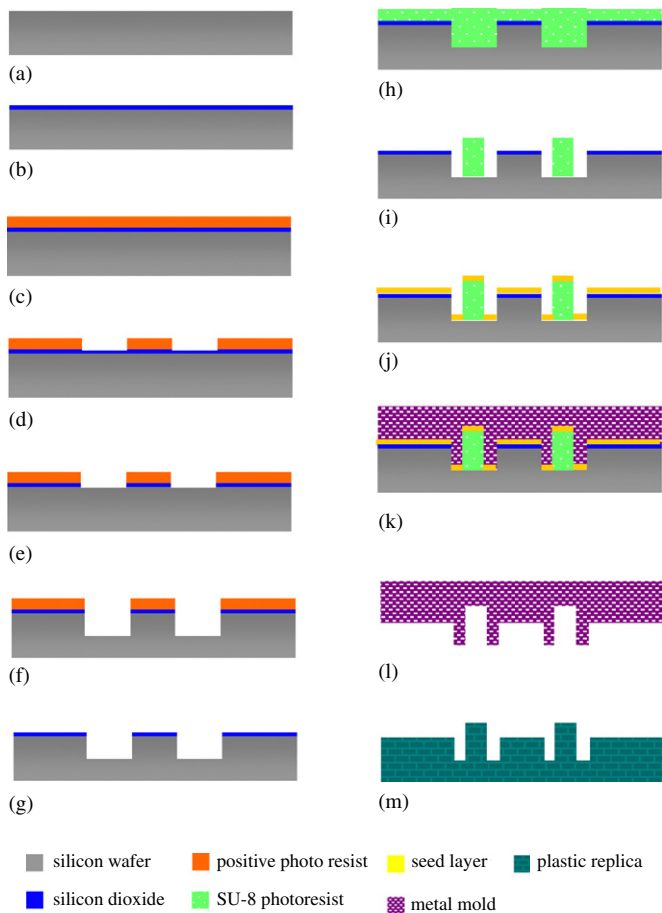 (a)
(b)
(c)
(d)
(e)
(f)
(g)
(h)
(i)
(j)
(k)
(l)
(m)
silicon wafer
positive photo resist
seed layer
plastic replica
silicon dioxide
SU-8 photoresist
metal mold